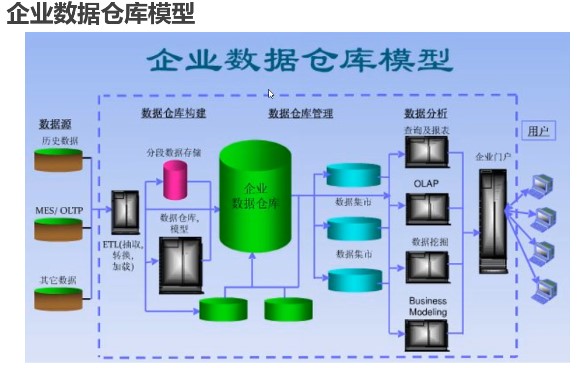 企业数据仓库模型
企业数据仓库模型
数据仓库构建
数据仓库管理
数据分析
数据源
查询及报表
用户
历史数据
分段数据存储
企业门户
OLAP
企业
数据仓库
MES/ OLTP
数据集市
数据仓库,
模型
ETL(抽取,
转换,
加载)
数据挖掘
数据集市
其它数据
Business
Modeling